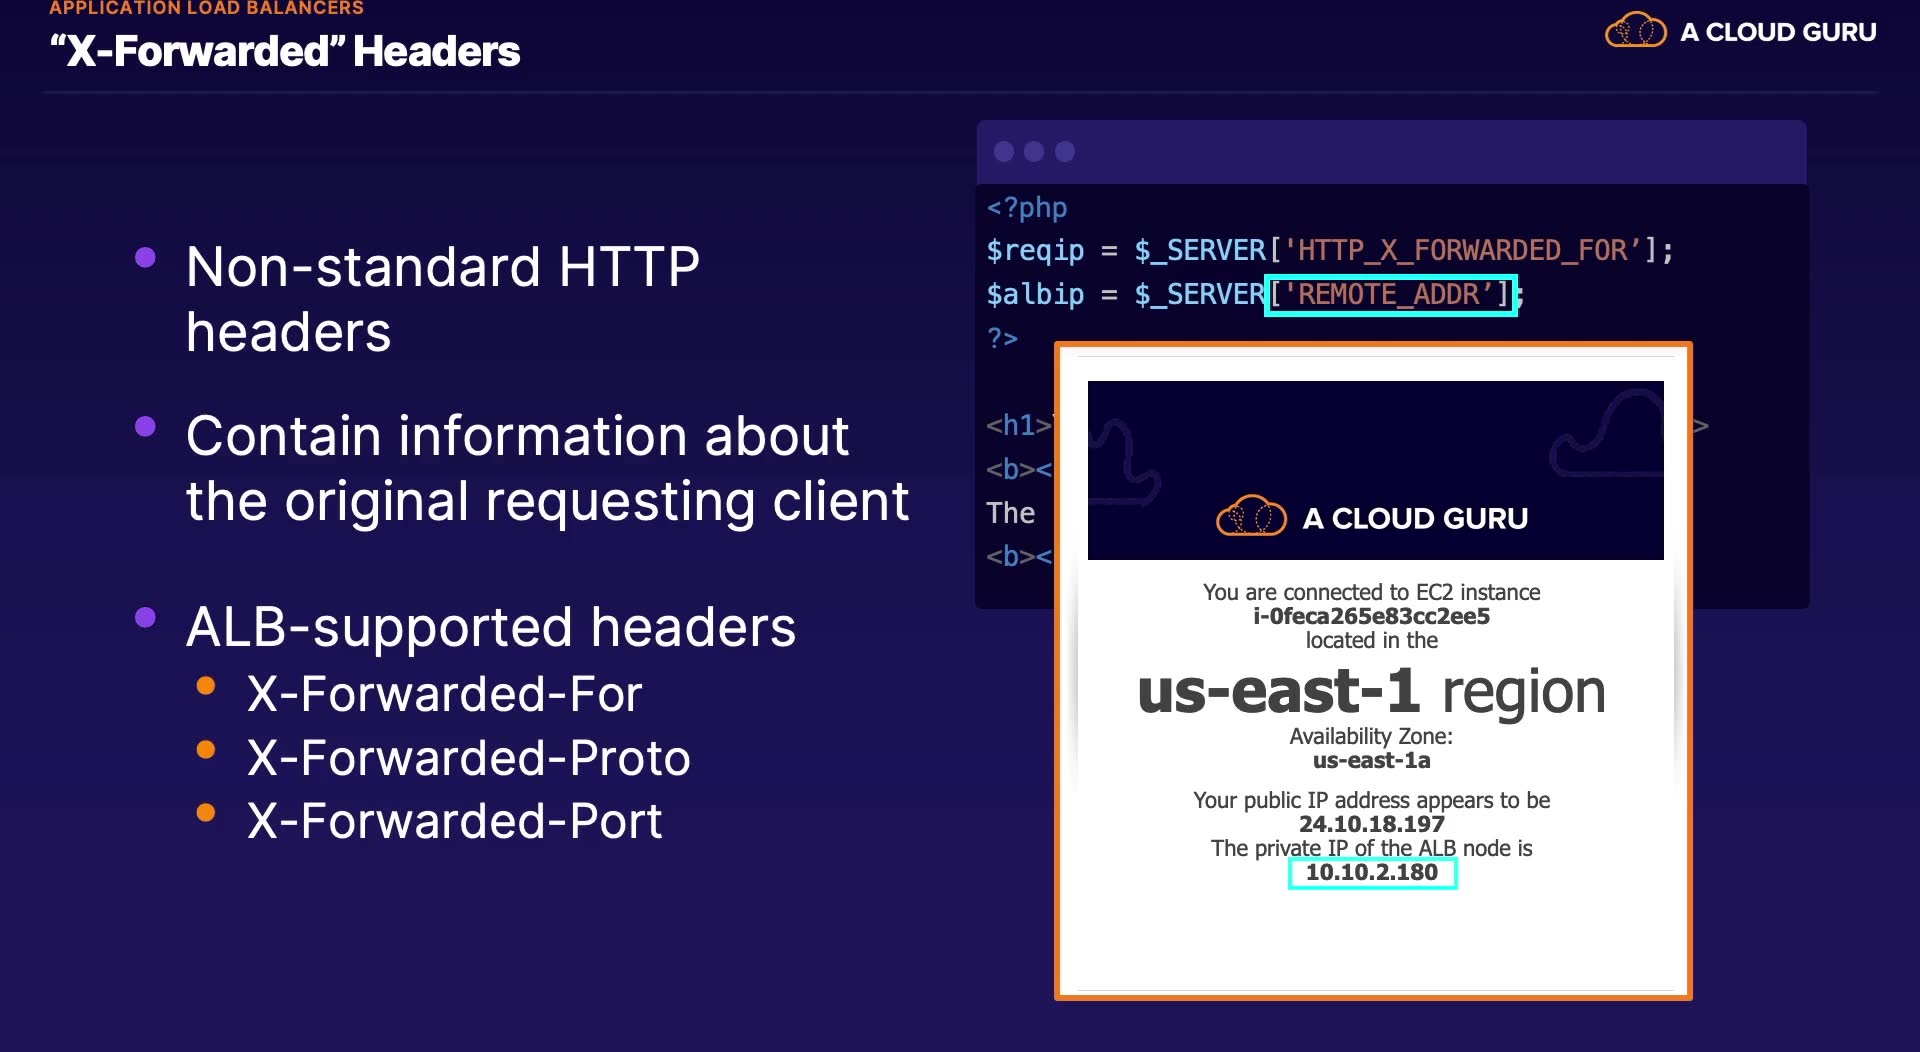 APPLICATION LOAD BALANCERS
“X-Forwarded” Headers
A CLOUD GURU
Non-standard HTTP
headers
Contain information about
the original requesting client
ALB-supported headers
X-Forwarded-For
X-Forwarded-Proto
X-Forwarded-Port
<?php
$reqip = $_SERVER['HTTP_X_FORWARDED_FOR’];
$albip = $_SERVER['REMOTE_ADDR’];
?>
<h1>
>
<b><
The
<b><
A CLOUD GURU
You are connected to EC2 instance
i-0feca265e83cc2ee5
located in the
us-east-1 region
Availability Zone:
us-east-1a
Your public IP address appears to be
24.10.18.197
The private IP of the ALB node is
10.10.2.180